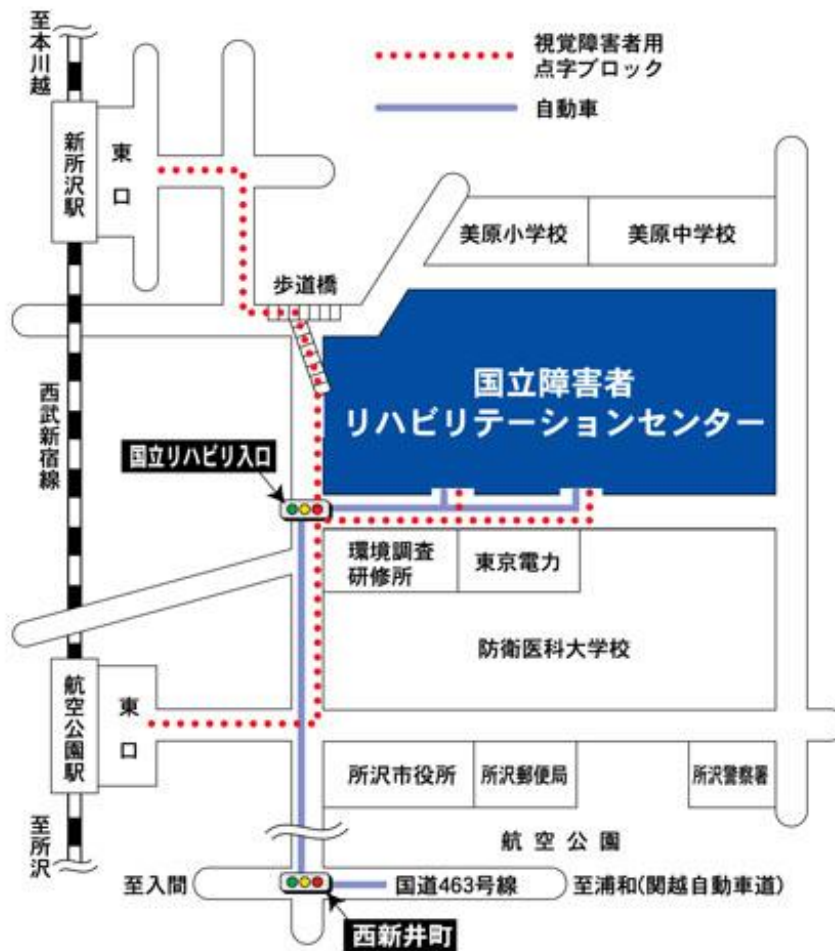 至本川越
視覚障害者用
点字ブロック
自動車
新所沢駅
東口
美原小学校
美原中学校
歩道橋
国立障害者
リハビリテーションセンター
西武新宿線
国立リハビリ入口
環境調査
研修所
東京電力
防衛医科大学校
航空公園駅
東口
所沢市役所
所沢郵便局
所沢警察署
至所沢
航空公園
至入間
国道463号線
至浦和(関越自動車道)
西新井町